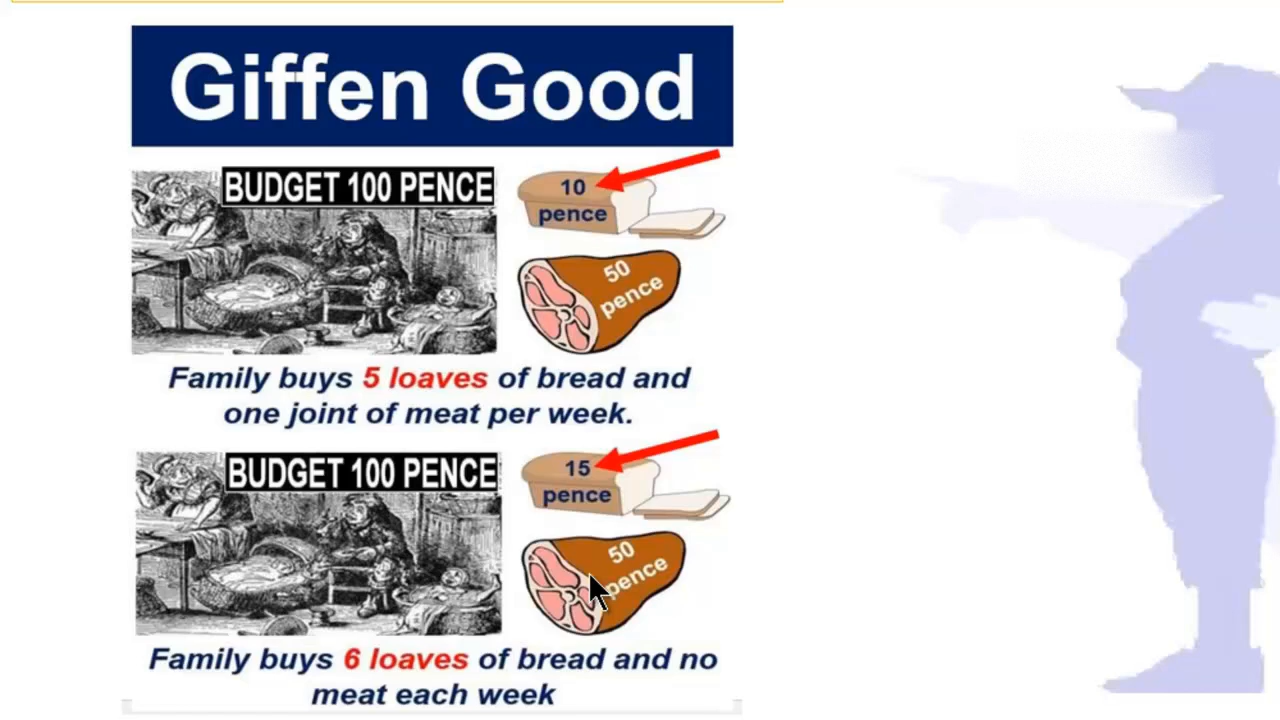 Giffen Good
BUDGET 100 PENCE
10
pence
50
pence
Family buys 5 loaves of bread and
one joint of meat per week.
BUDGET 100 PENCE
15
pence
50
pence
Family buys 6 loaves of bread and no
meat each week